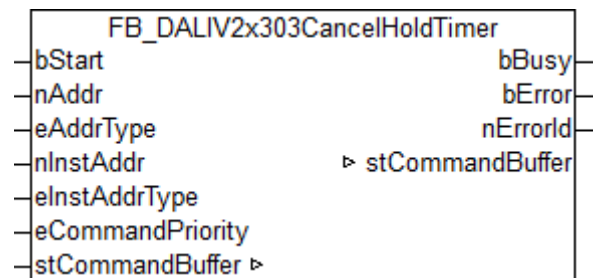 FB_DALIV2x303CancelHoldTimer
bStart bBusy
nAddr bError
eAddrType nErrorId
nInstAddr ▹ stCommandBuffer
eInstAddrType
eCommandPriority
stCommandBuffer ▹